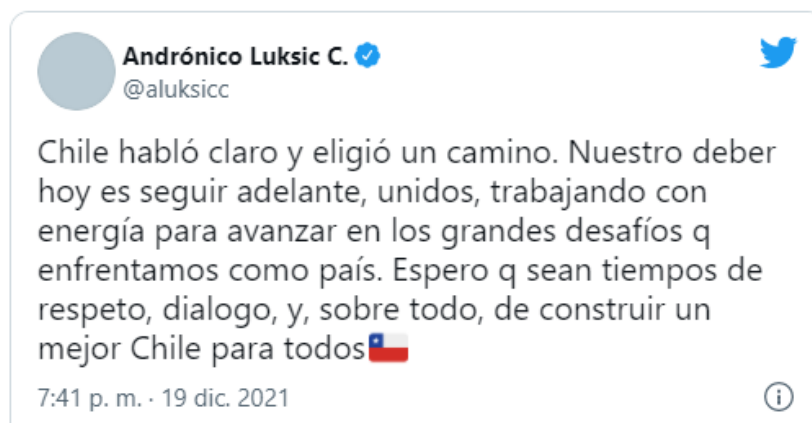 Andrónico Luksic C.
@aluksicc
Chile habló claro y eligió un camino. Nuestro deber
hoy es seguir adelante, unidos, trabajando con
energía para avanzar en los grandes desafíos q
enfrentamos como país. Espero q sean tiempos de
respeto, dialogo, y, sobre todo, de construir un
mejor Chile para todos🇨🇱
7:41 p. m. · 19 dic. 2021